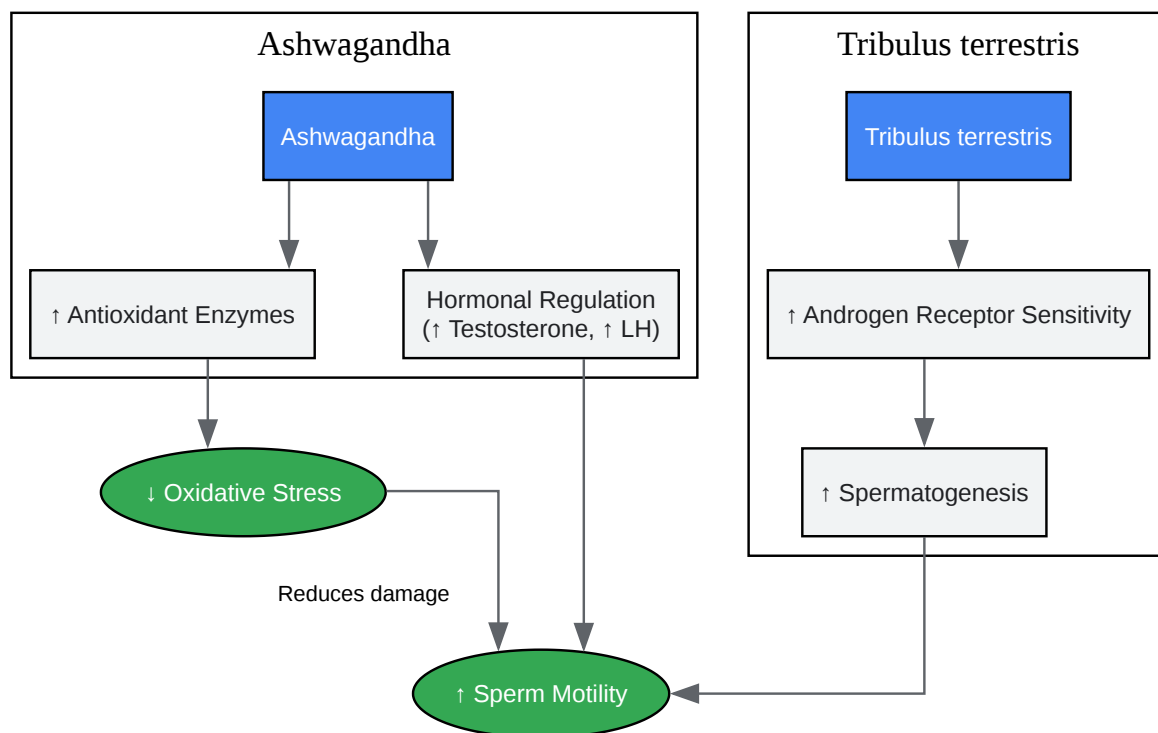 Ashwagandha
Tribulus terrestris
Ashwagandha
Tribulus terrestris
↑ Antioxidant Enzymes
Hormonal Regulation
(↑ Testosterone, ↑ LH)
↑ Androgen Receptor Sensitivity
↓ Oxidative Stress
↑ Spermatogenesis
Reduces damage
↑ Sperm Motility